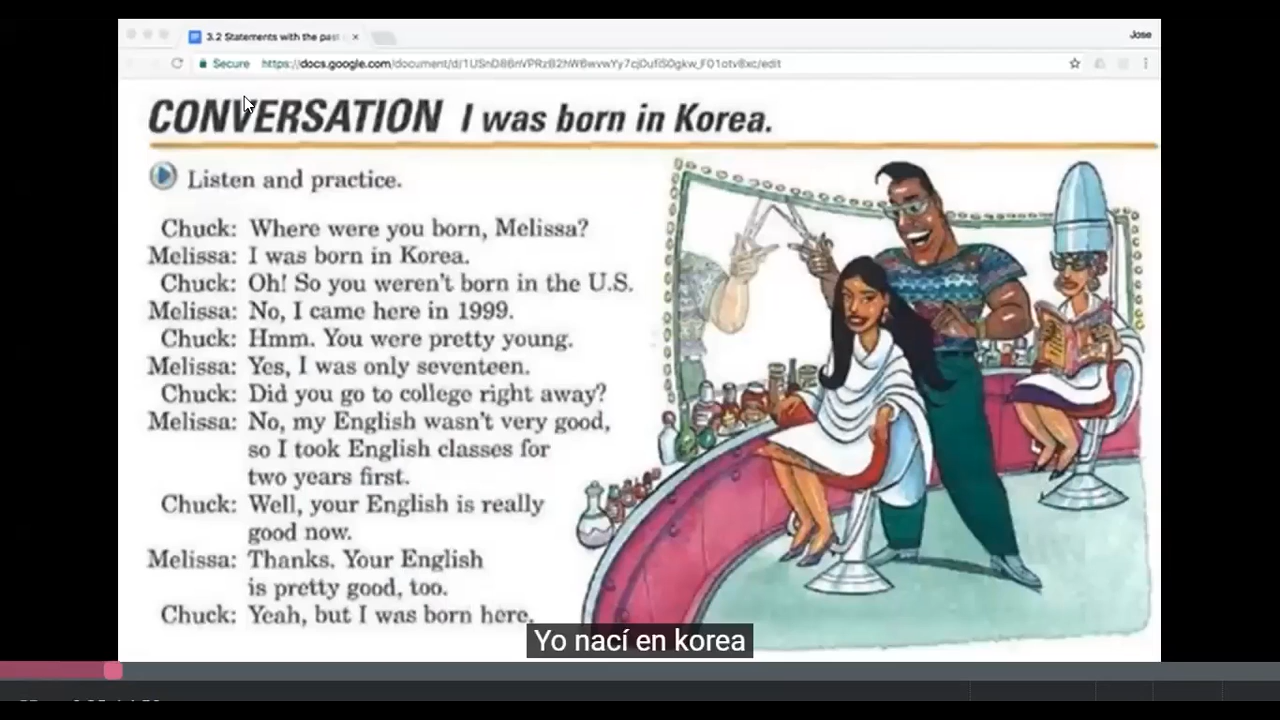 3.2 Statements with the past
Jose
Secure
CONVERSATION I was born in Korea.
Listen and practice.
Chuck: Where were you born, Melissa?
Melissa: I was born in Korea.
Chuck: Oh! So you weren't born in the U.S.
Melissa: No, I came here in 1999.
Chuck: Hmm. You were pretty young.
Melissa: Yes, I was only seventeen.
Chuck: Did you go to college right away?
Melissa: No, my English wasn't very good,
so I took English classes for
two years first.
Chuck: Well, your English is really
good now.
Melissa: Thanks. Your English
is pretty good, too.
Chuck: Yeah, but I was born here.
Yo nací en korea